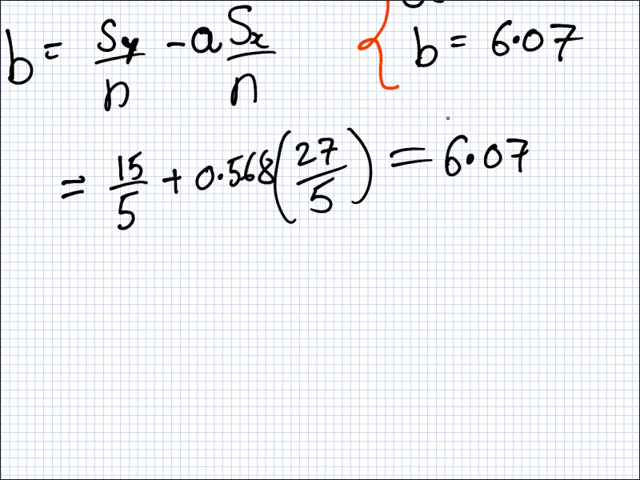 b = Sy/n - a Sx/n
b = 6.07
= 15/5 + 0.568(27/5) = 6.07